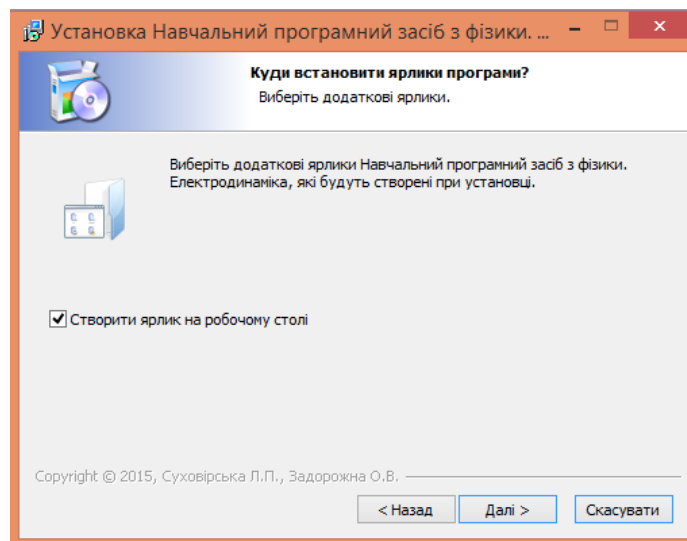 Установка Навчальний програмний засіб з фізики. ...
Куди встановити ярлики програми?
Виберіть додаткові ярлики.
Виберіть додаткові ярлики Навчальний програмний засіб з фізики.
Електродинаміка, які будуть створені при установці.
Створити ярлик на робочому столі
Copyright © 2015, Суховірська Л.П., Задорожна О.В.
< Назад Далі > Скасувати